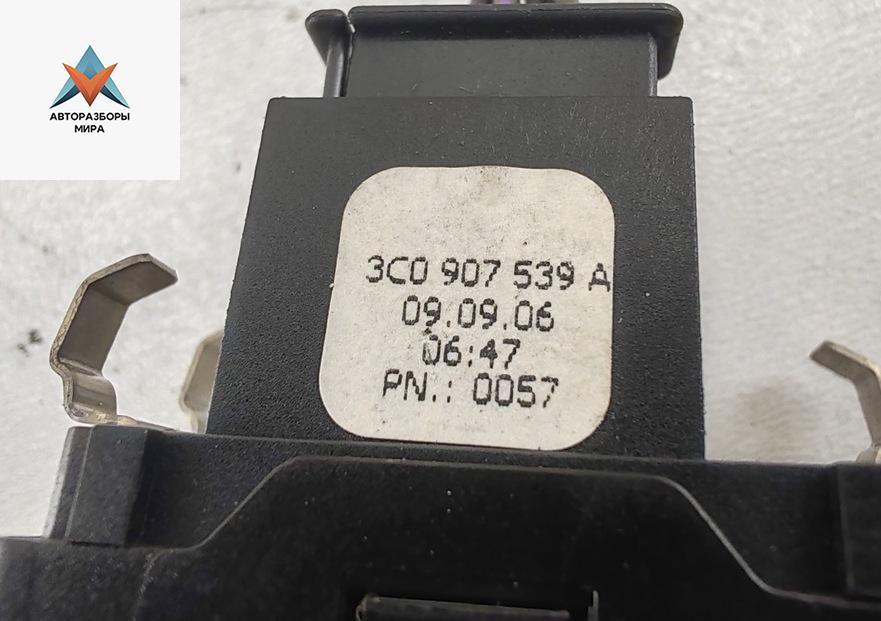 АВТОРАЗБОРЫ
МИРА
3C0 907 539 A
09.09.06
06:47
PN.: 0057